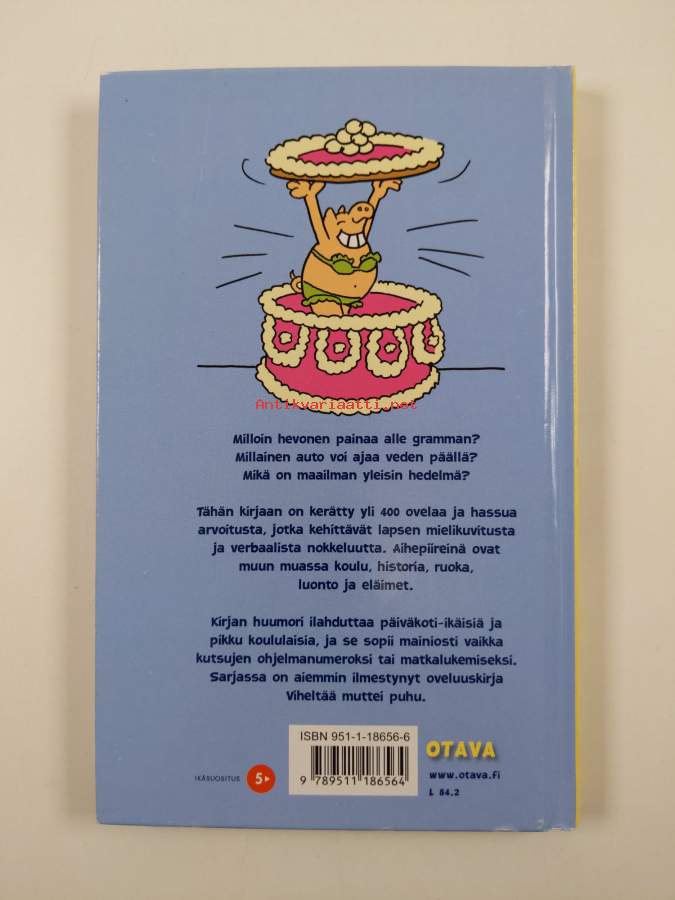 Antikvariaatti.net
Milloin hevonen painaa alle gramman?
Millainen auto voi ajaa veden päällä?
Mikä on maailman yleisin hedelmä?
Tähän kirjaan on kerätty yli 400 ovelaa ja hassua
arvoitusta, jotka kehittävät lapsen mielikuvitusta
ja verbaalista nokkeluutta. Aihepiireinä ovat
muun muassa koulu, historia, ruoka,
luonto ja eläimet.
Kirjan huumori ilahduttaa päiväkoti-ikäisiä ja
pikku koululaisia, ja se sopii mainiosti vaikka
kutsujen ohjelmanumeroksi tai matkalukemiseksi.
Sarjassa on aiemmin ilmestynyt oveluuskirja
Viheltää muttei puhu.
ISBN 951-1-18656-6
9 789511 186564
OTAVA
www.otava.fi
L 84.2
IKÄSUOSITUS 5